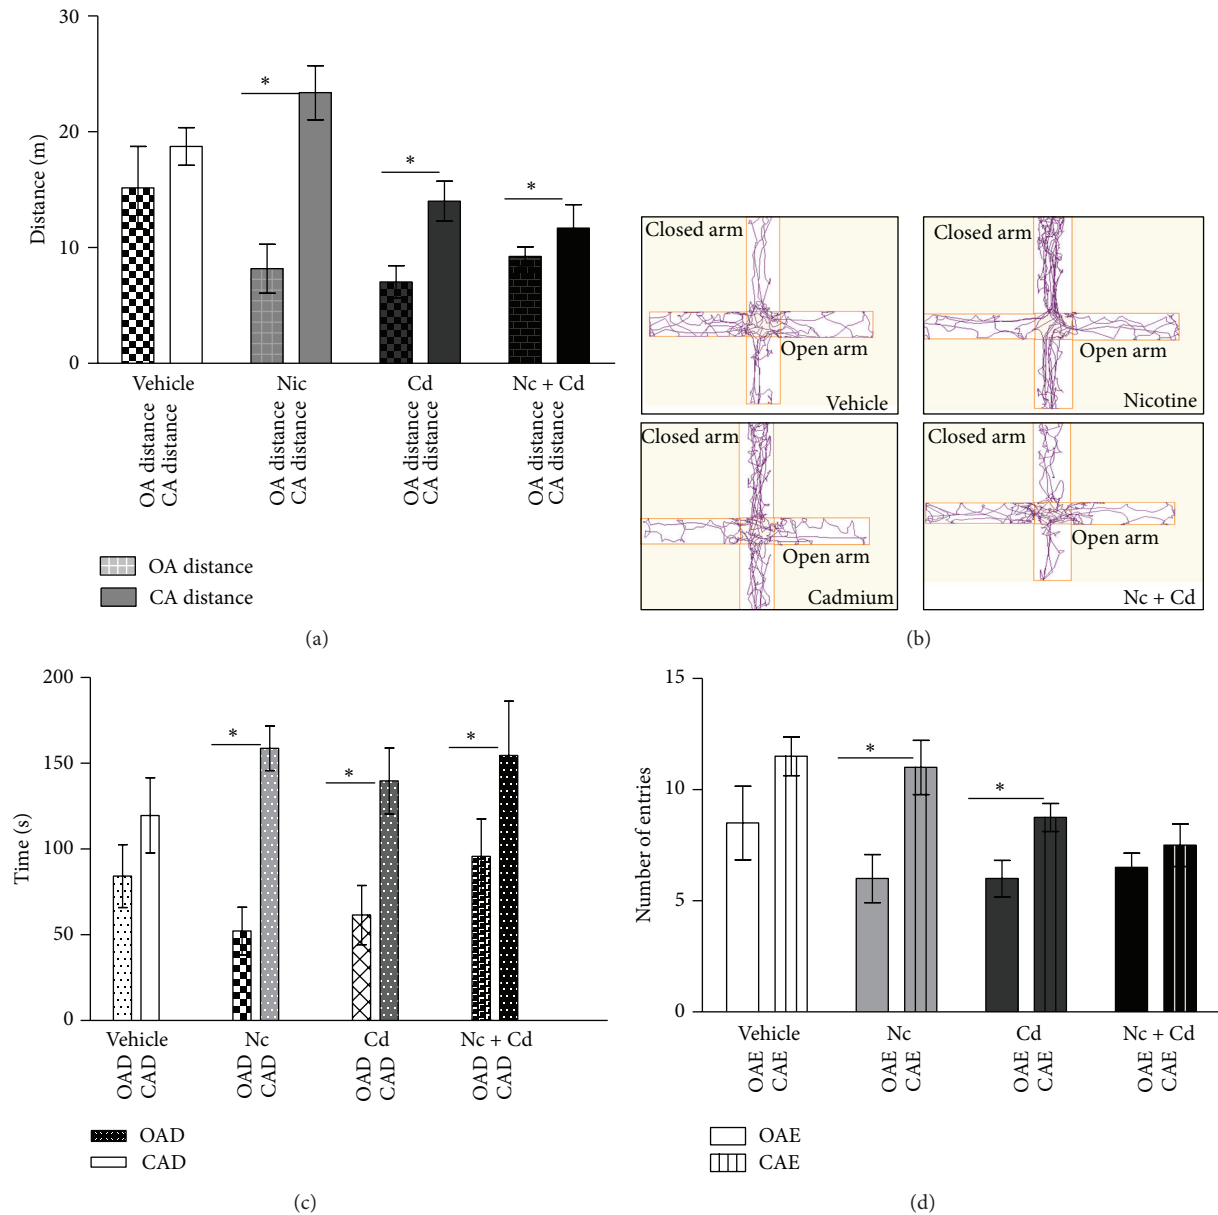 30
20
10
0
Distance (m)
*
*
*
Vehicle
Nic
Cd
Nc + Cd
OA distance
CA distance
OA distance
CA distance
OA distance
CA distance
OA distance
CA distance
OA distance
CA distance
(a)
Closed arm
Open arm
Vehicle
Closed arm
Open arm
Nicotine
Closed arm
Open arm
Cadmium
Closed arm
Open arm
Nc + Cd
(b)
200
150
100
50
0
Time (s)
*
*
*
Vehicle
Nc
Cd
Nc + Cd
OAD
CAD
OAD
CAD
OAD
CAD
OAD
CAD
OAD
CAD
(c)
15
10
5
0
Number of entries
*
*
Vehicle
Nc
Cd
Nc + Cd
OAE
CAE
OAE
CAE
OAE
CAE
OAE
CAE
OAE
CAE
(d)